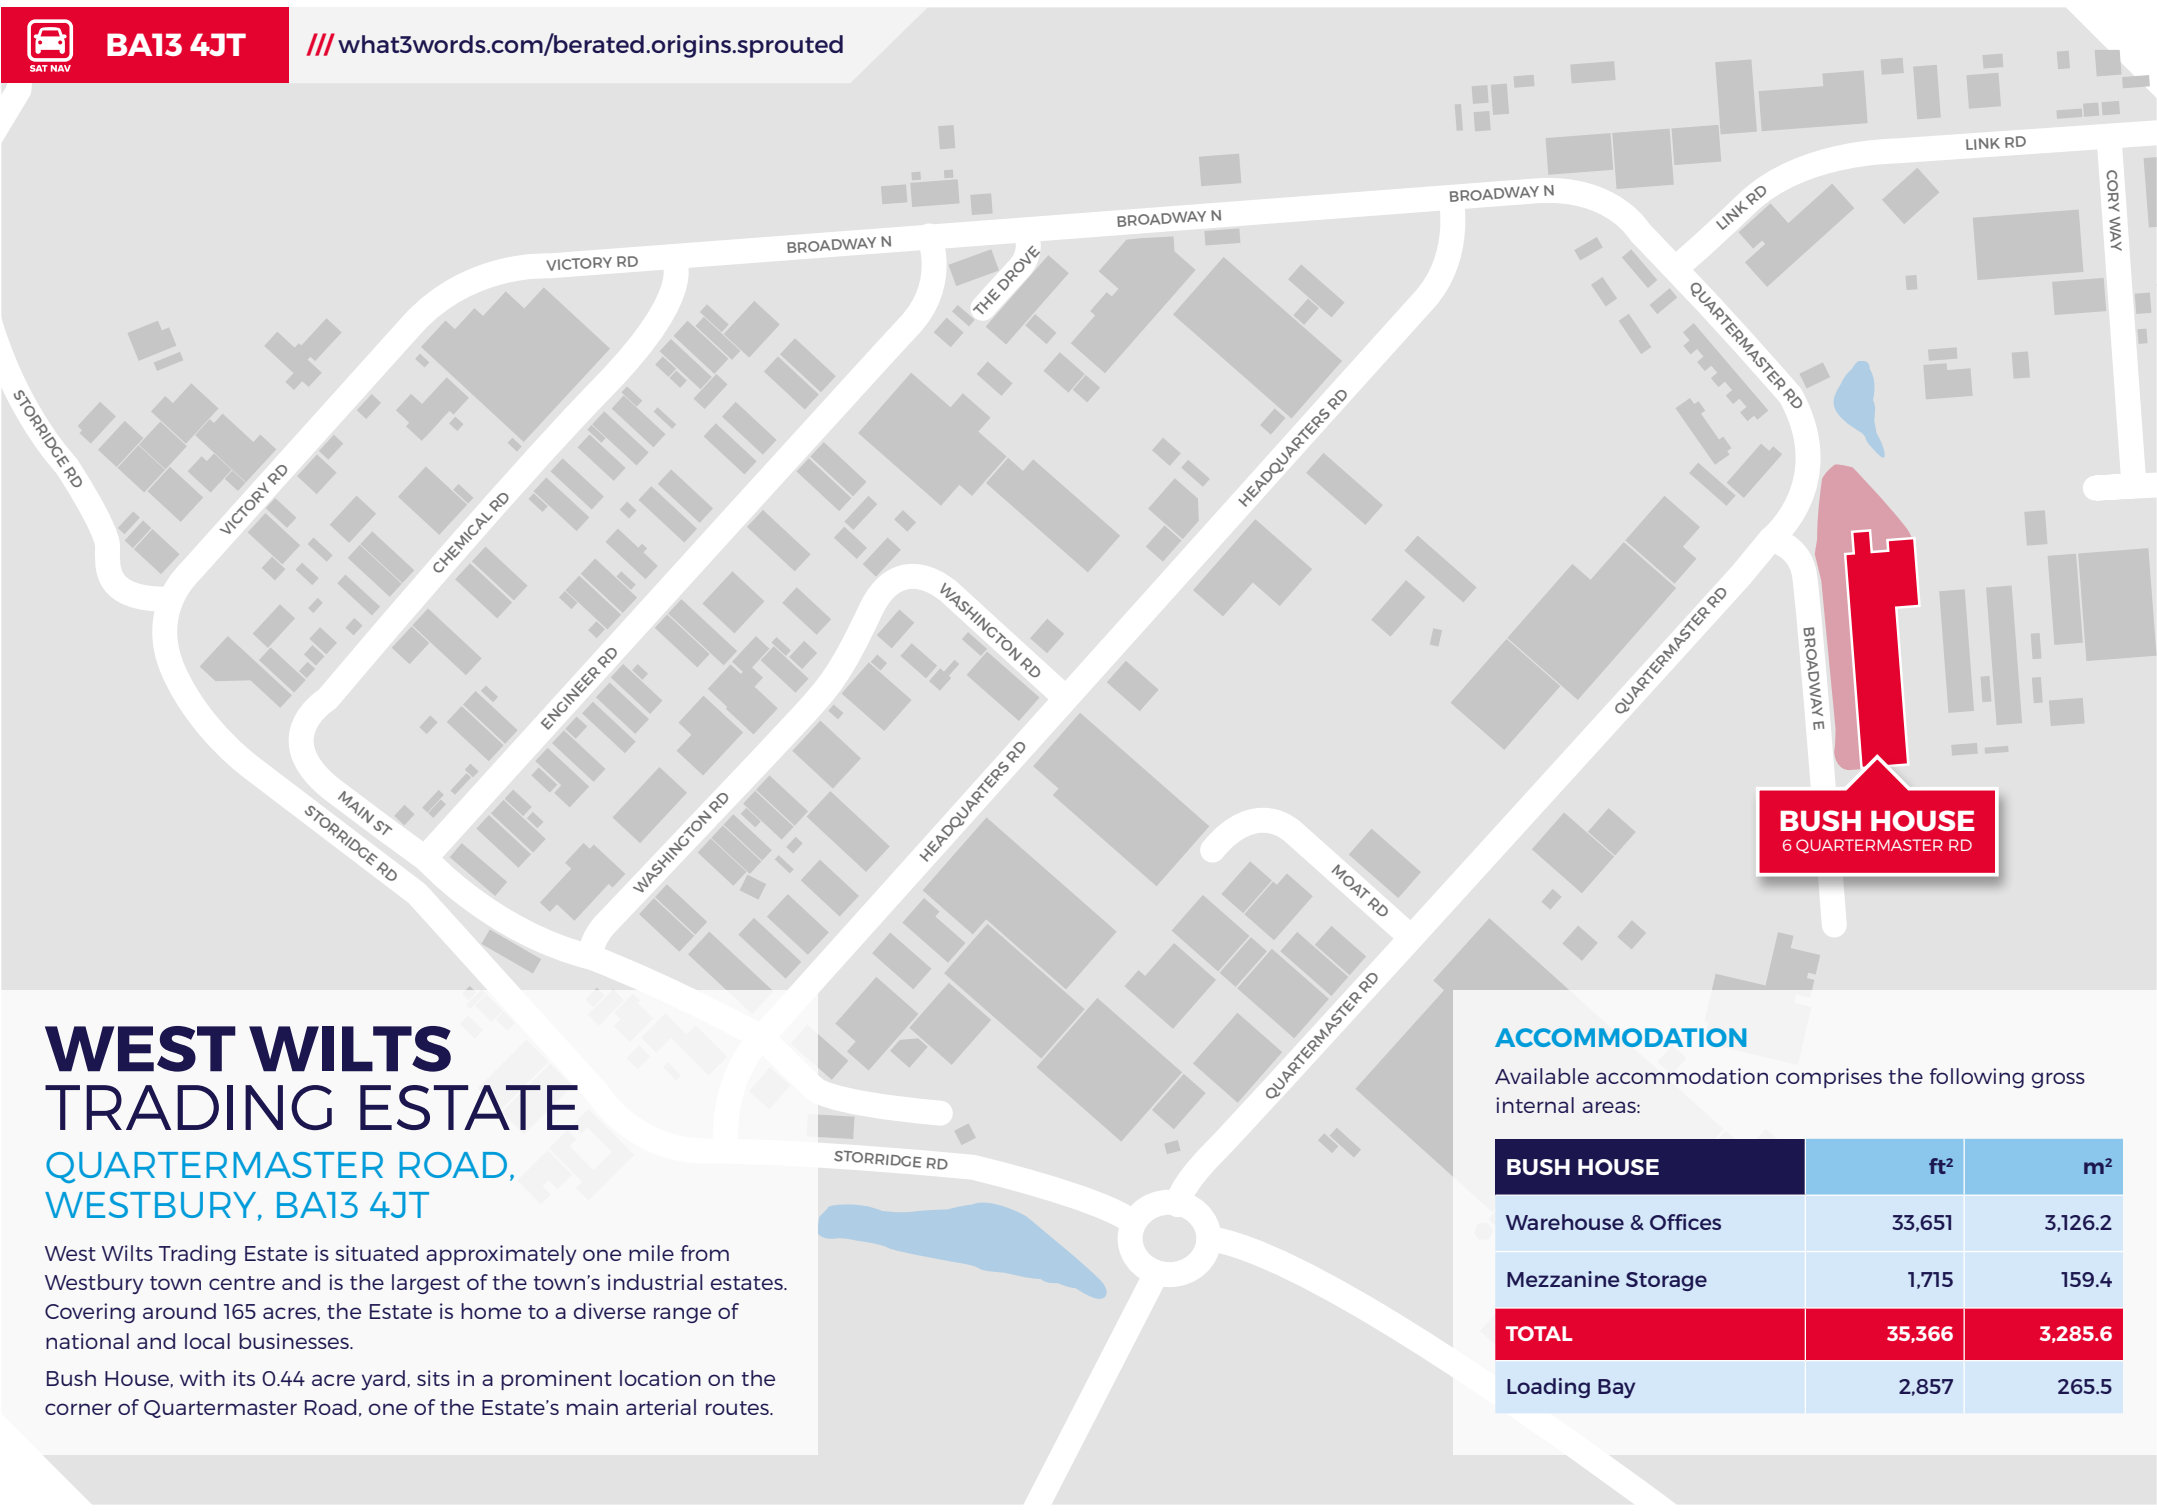 SAT NAV
BA13 4JT
///what3words.com/berated.origins.sprouted
LINK RD
CORY WAY
BROADWAY N
LINK RD
BROADWAY N
BROADWAY N
VICTORY RD
THE DROVE
QUARTERMASTER RD
STORRIDGE RD
HEADQUARTERS RD
VICTORY RD
CHEMICAL RD
WASHINGTON RD
QUARTERMASTER RD
BROADWAY E
ENGINEER RD
HEADQUARTERS RD
MAIN ST
STORRIDGE RD
WASHINGTON RD
BUSH HOUSE
6 QUARTERMASTER RD
MOAT RD
QUARTERMASTER RD
STORRIDGE RD
WEST WILTS
TRADING ESTATE
QUARTERMASTER ROAD,
WESTBURY, BA13 4JT
West Wilts Trading Estate is situated approximately one mile from
Westbury town centre and is the largest of the town's industrial estates.
Covering around 165 acres, the Estate is home to a diverse range of
national and local businesses.
Bush House, with its 0.44 acre yard, sits in a prominent location on the
corner of Quartermaster Road, one of the Estate's main arterial routes.
ACCOMMODATION
Available accommodation comprises the following gross
internal areas:
BUSH HOUSE ft² m²
Warehouse & Offices 33,651 3,126.2
Mezzanine Storage 1,715 159.4
TOTAL 35,366 3,285.6
Loading Bay 2,857 265.5